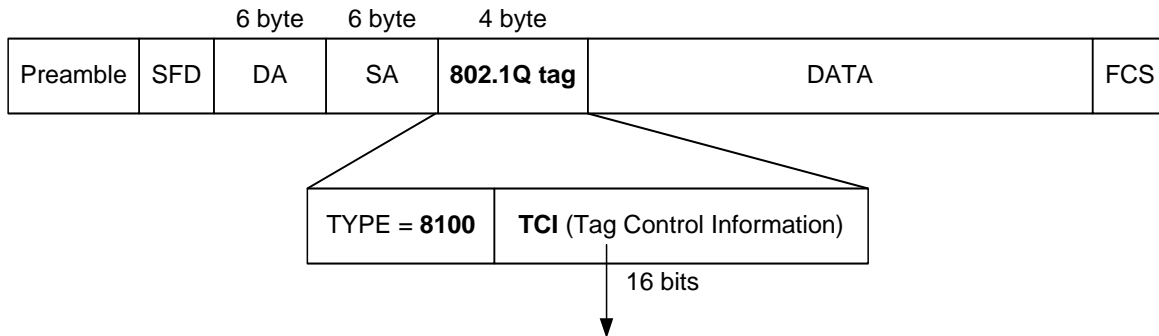 6 byte 6 byte 4 byte
Preamble SFD DA SA 802.1Q tag DATA FCS
TYPE = 8100 TCI (Tag Control Information)
16 bits